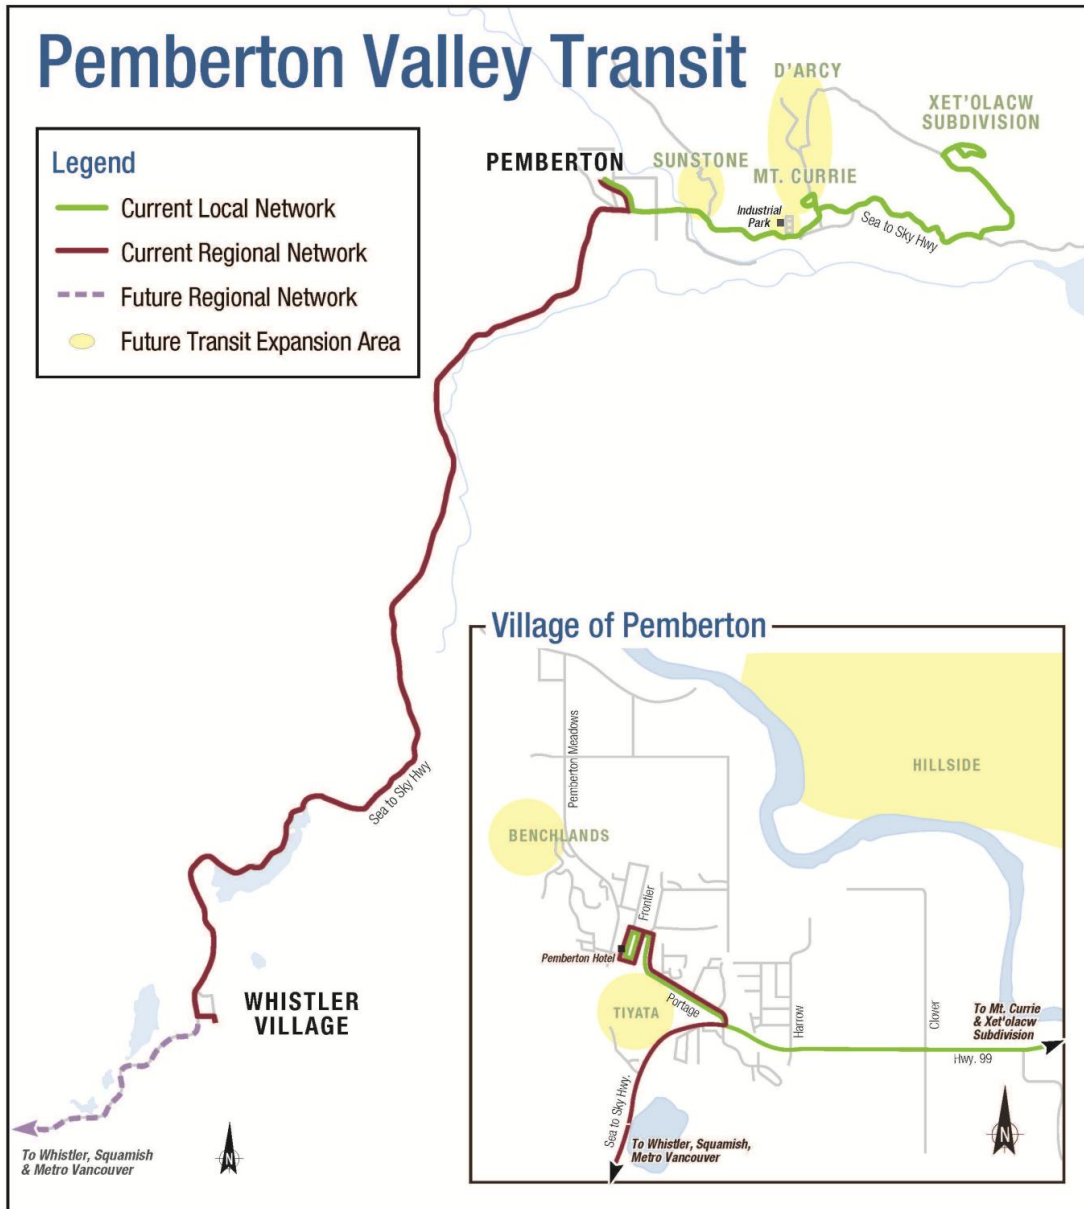 Pemberton Valley Transit
Legend
Current Local Network
Current Regional Network
Future Regional Network
Future Transit Expansion Area
D'ARCY
XET'OLACW
SUBDIVISION
PEMBERTON
SUNSTONE
MT. CURRIE
Industrial
Park
Sea to Sky Hwy
Sea to Sky Hwy
WHISTLER
VILLAGE
To Whistler, Squamish
& Metro Vancouver
N
Village of Pemberton
Pemberton Meadows
HILLSIDE
BENCHLANDS
Frontier
Pemberton Hotel
Portage
TIYATA
Harrow
Clover
To Mt. Currie
& Xet'olacw
Subdivision
Hwy. 99
Sea to Sky Hwy.
To Whistler, Squamish,
Metro Vancouver
N